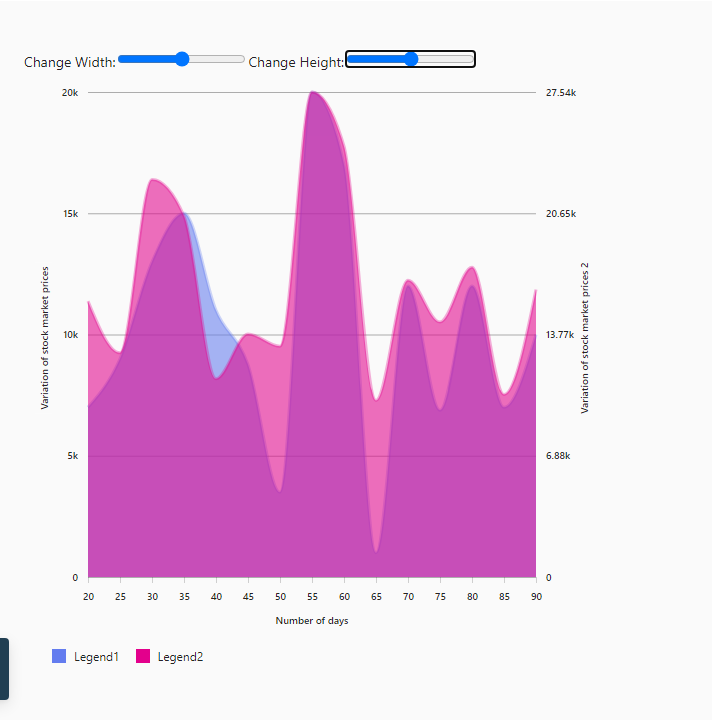 Change Width: Change Height:
20k 27.54k
15k 20.65k
10k 13.77k
5k 6.88k
0 0
Variation of stock market prices
Variation of stock market prices 2
20 25 30 35 40 45 50 55 60 65 70 75 80 85 90
Number of days
Legend1 Legend2